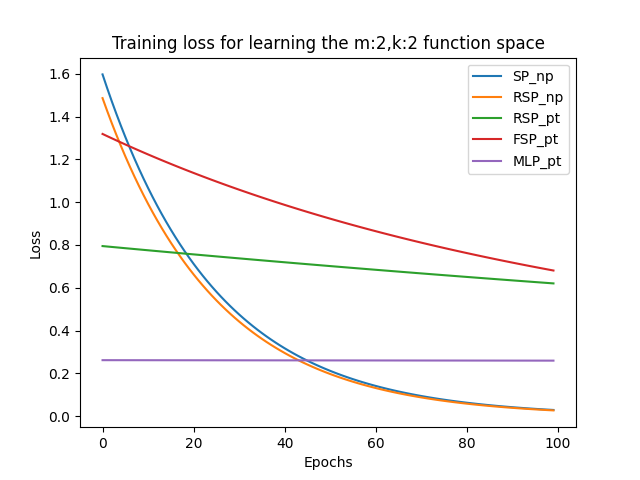 Training loss for learning the m:2,k:2 function space
SP_np
RSP_np
RSP_pt
FSP_pt
MLP_pt
Loss
1.6
1.4
1.2
1.0
0.8
0.6
0.4
0.2
0.0
0
20
40
60
80
100
Epochs